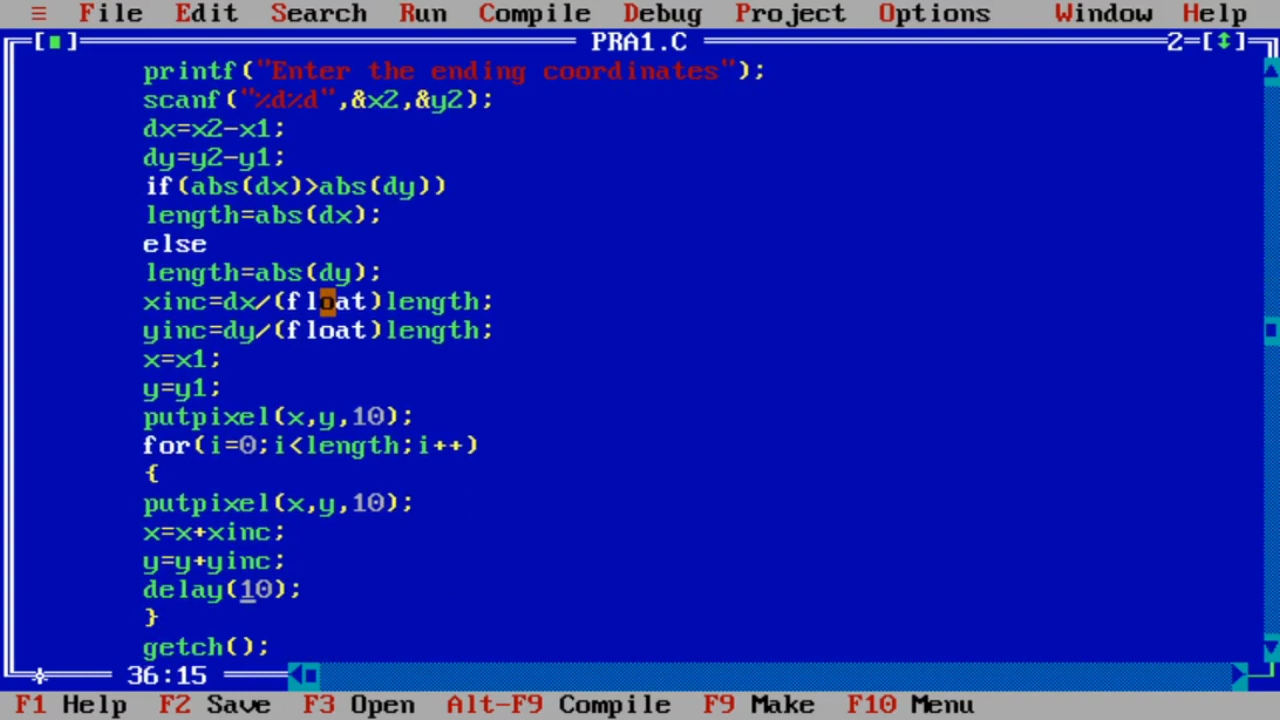 ≡ File Edit Search Run Compile Debug Project Options Window Help
[■] PRA1.C 2=[↕]
printf("Enter the ending coordinates");
scanf("%d%d",&x2,&y2);
dx=x2-x1;
dy=y2-y1;
if(abs(dx)>abs(dy))
length=abs(dx);
else
length=abs(dy);
xinc=dx/(float)length;
yinc=dy/(float)length;
x=x1;
y=y1;
putpixel(x,y,10);
for(i=0;i<length;i++)
{
putpixel(x,y,10);
x=x+xinc;
y=y+yinc;
delay(10);
}
getch();
36:15
F1 Help F2 Save F3 Open Alt-F9 Compile F9 Make F10 Menu